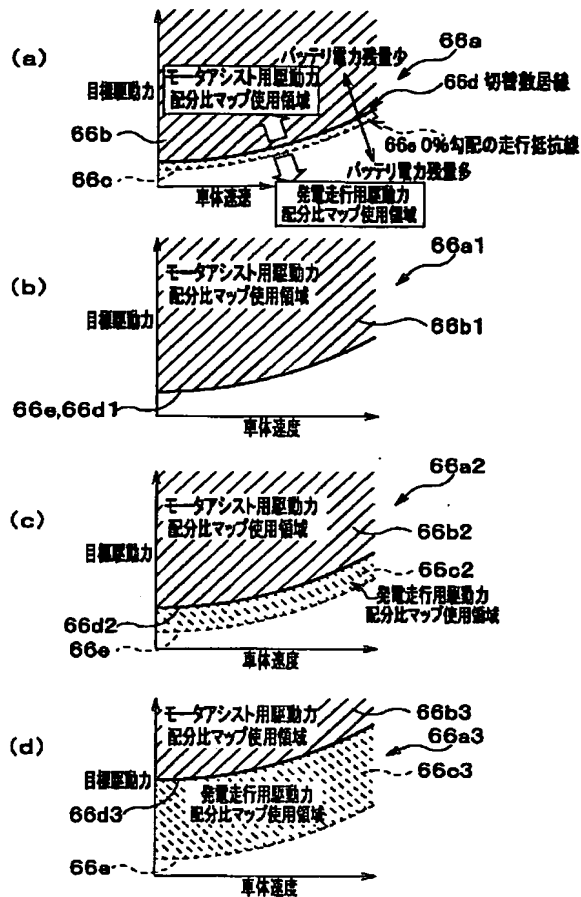 (a)
バッテリ電力残量少
66a
モータアシスト用駆動力
配分比マップ使用領域
66d 切替敷居線
目標駆動力
66b
66e 0%勾配の走行抵抗線
66c
バッテリ電力残量多
車体速速
発電走行用駆動力
配分比マップ使用領域
(b)
モータアシスト用駆動力
配分比マップ使用領域
66a1
目標駆動力
66b1
66e,66d1
車体速度
(c)
66a2
モータアシスト用駆動力
配分比マップ使用領域
66b2
目標駆動力
66c2
発電走行用駆動力
配分比マップ使用領域
66d2
66e
車体速度
(d)
モータアシスト用駆動力
配分比マップ使用領域
66b3
66a3
目標駆動力
66c3
66d3
発電走行用駆動力
配分比マップ使用領域
66e
車体速度